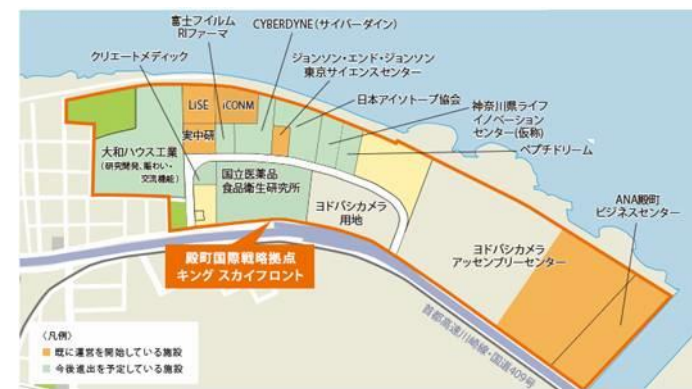 富士フイルム
RIファーマ
CYBERDYNE(サイバーダイン)
クリエートメディック
ジョンソン・エンド・ジョンソン
東京サイエンスセンター
LiSE
iCONM
日本アイソトープ協会
神奈川県ライフ
イノベーション
センター(仮称)
実中研
ペプチドリーム
大和ハウス工業
(研究開発、賑わい・
交流機能)
国立医薬品
食品衛生研究所
ヨドバシカメラ
用地
ANA殿町
ビジネスセンター
ヨドバシカメラ
アッセンブリーセンター
殿町国際戦略拠点
キング スカイフロント
首都高速川崎線・国道409号
〈凡例〉
既に運営を開始している施設
今後進出を予定している施設